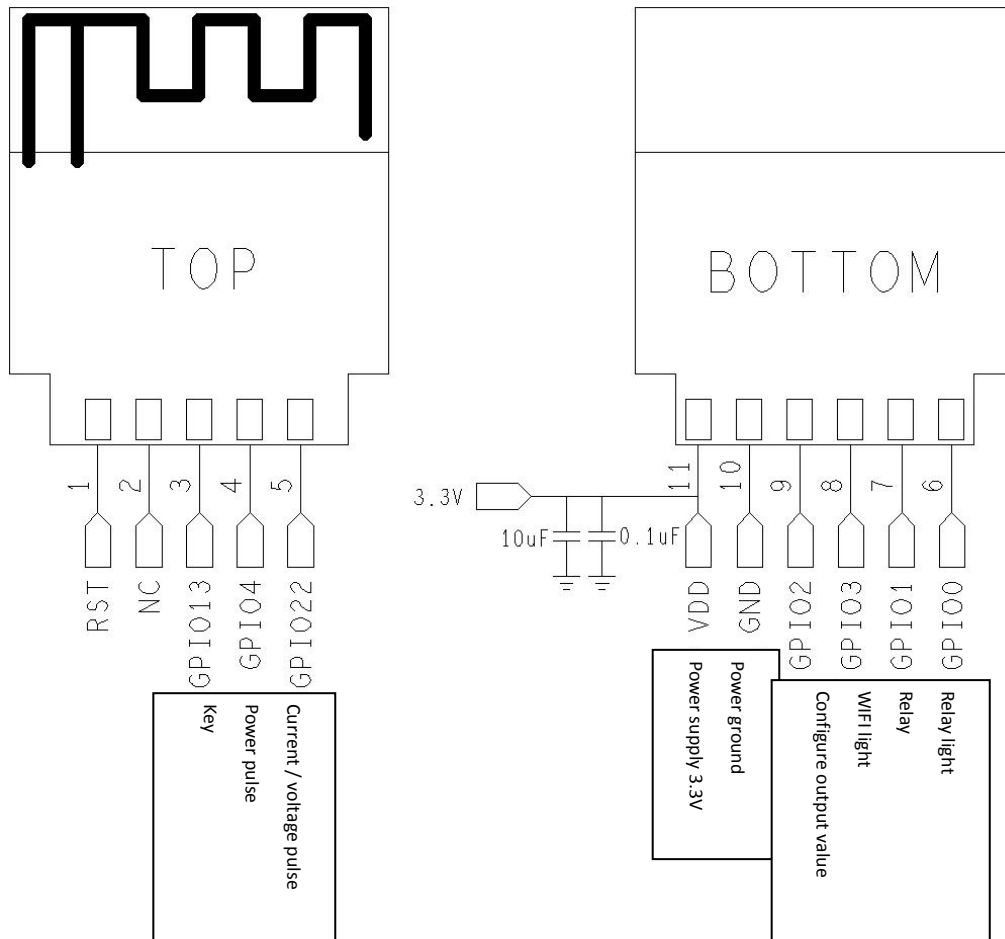 TOP
BOTTOM
1
2
3
4
5
11
10
9
8
7
6
3.3V
10uF
0.1uF
RST
NC
GPIO13
GPIO4
GPIO22
VDD
GND
GPIO2
GPIO3
GPIO1
GPIO0
Key
Power pulse
Current / voltage pulse
Power supply 3.3V
Power ground
Configure output value
WIFI light
Relay
Relay light